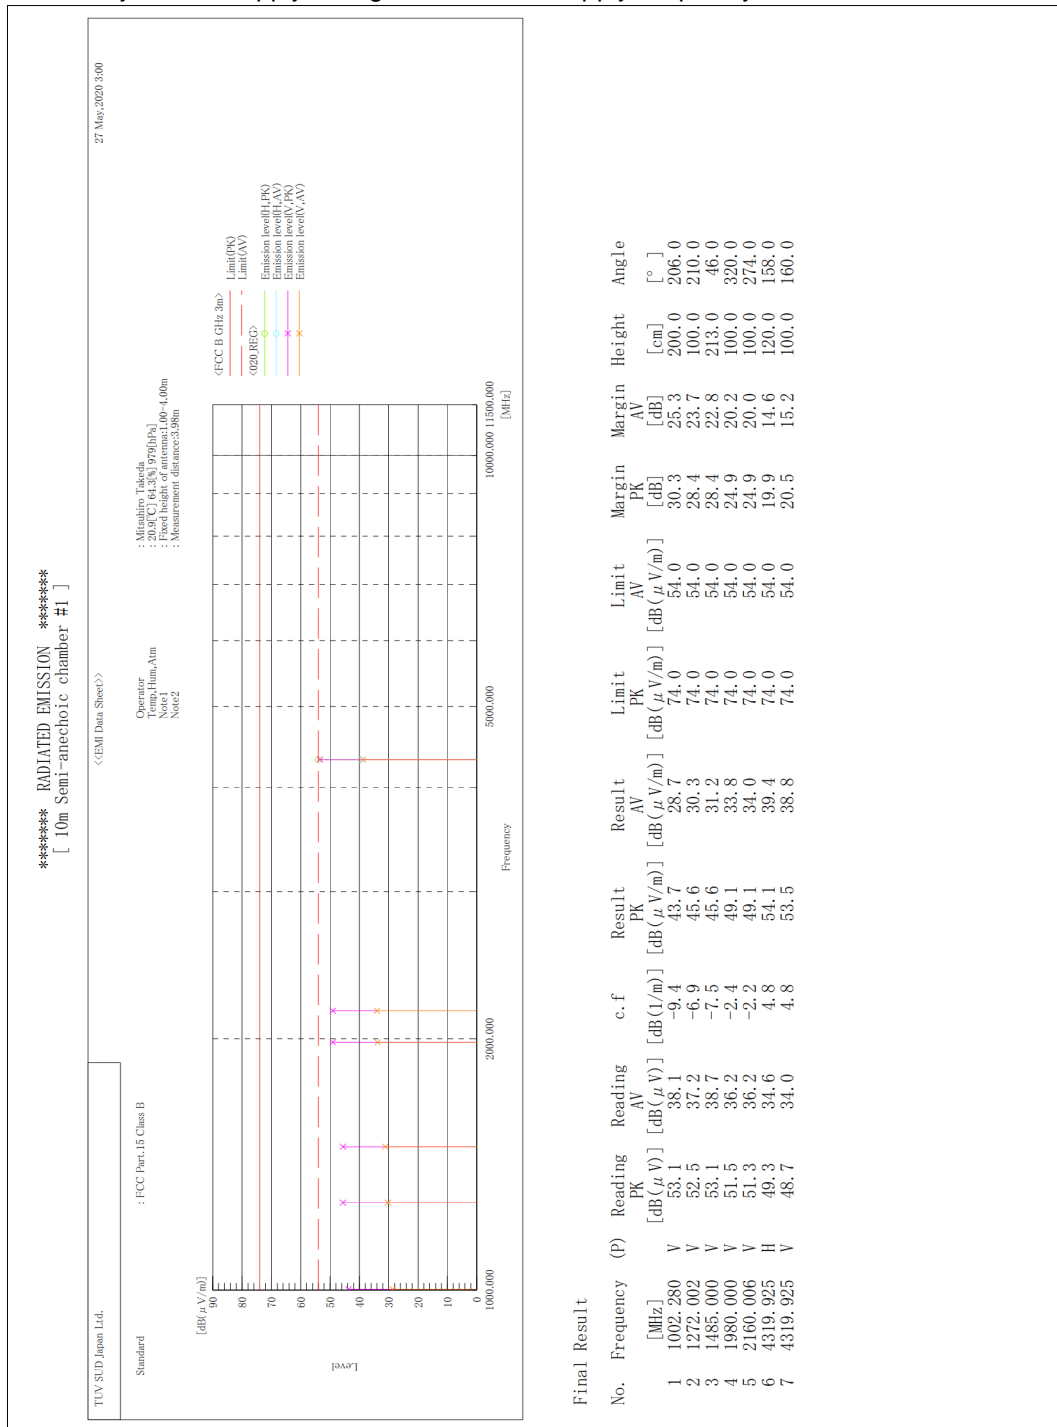 ******* RADIATED EMISSION *******
[ 10m Semi-anechoic chamber #1 ]
TUV SUD Japan Ltd.
<<EMI Data Sheet>>
27 May,2020 3:00
Standard : FCC Part.15 Class B
Operator : Mitsuhiro Takeda
Temp,Hum,Atm : 20.9[℃] 64.3[%] 979[hPa]
Note1 : Fixed height of antenna:1.00-4.00m
Note2 : Measurement distance:3.98m
<FCC B GHz 3m>
Limit(PK)
Limit(AV)
<020_REG>
Emission level(H,PK)
Emission level(H,AV)
Emission level(V,PK)
Emission level(V,AV)
[dB(μV/m)]
90
80
70
60
50
40
30
20
10
0
Level
1000.000 2000.000 5000.000 10000.000 11500.000
[MHz]
Frequency
Final Result
No. Frequency (P) Reading Reading c.f Result Result Limit Limit Margin Margin Height Angle
PK AV PK AV PK AV PK AV
[MHz] [dB(μV)] [dB(μV)] [dB(1/m)] [dB(μV/m)] [dB(μV/m)] [dB(μV/m)] [dB(μV/m)] [dB] [dB] [cm] [° ]
1 1002.280 V 53.1 38.1 -9.4 43.7 28.7 74.0 54.0 30.3 25.3 200.0 206.0
2 1272.002 V 52.5 37.2 -6.9 45.6 30.3 74.0 54.0 28.4 23.7 100.0 210.0
3 1485.000 V 53.1 38.7 -7.5 45.6 31.2 74.0 54.0 28.4 22.8 213.0 46.0
4 1980.000 V 51.5 36.2 -2.4 49.1 33.8 74.0 54.0 24.9 20.2 100.0 320.0
5 2160.006 V 51.3 36.2 -2.2 49.1 34.0 74.0 54.0 24.9 20.0 100.0 274.0
6 4319.925 H 49.3 34.6 4.8 54.1 39.4 74.0 54.0 19.9 14.6 120.0 158.0
7 4319.925 V 48.7 34.0 4.8 53.5 38.8 74.0 54.0 20.5 15.2 100.0 160.0